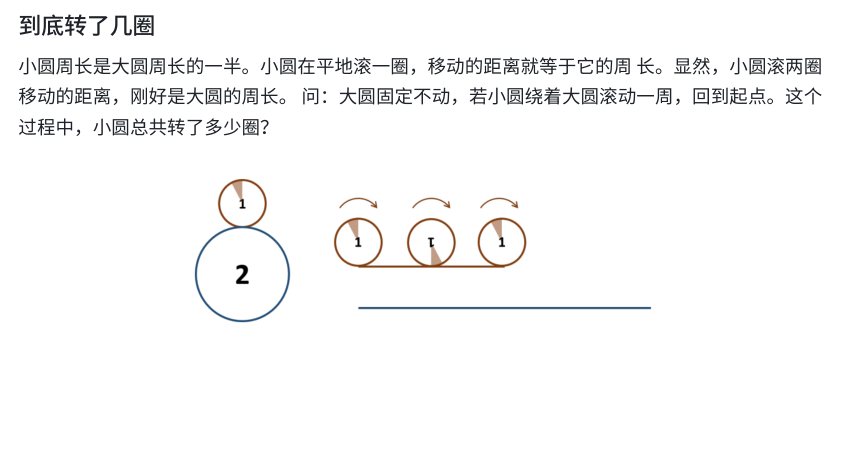 到底转了几圈
小圆周长是大圆周长的一半。小圆在平地滚一圈，移动的距离就等于它的周 长。显然，小圆滚两圈
移动的距离，刚好是大圆的周长。 问：大圆固定不动，若小圆绕着大圆滚动一周，回到起点。这个
过程中，小圆总共转了多少圈？
1
2
1
1
1